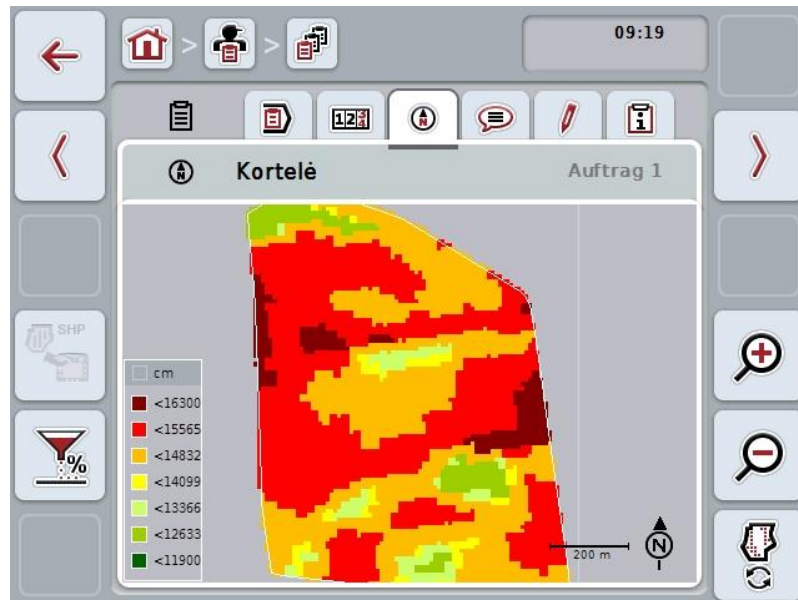 09:19
Kortelė
Auftrag 1
SHP
cm
<16300
<15565
<14832
<14099
<13366
<12633
<11900
%
200 m
N